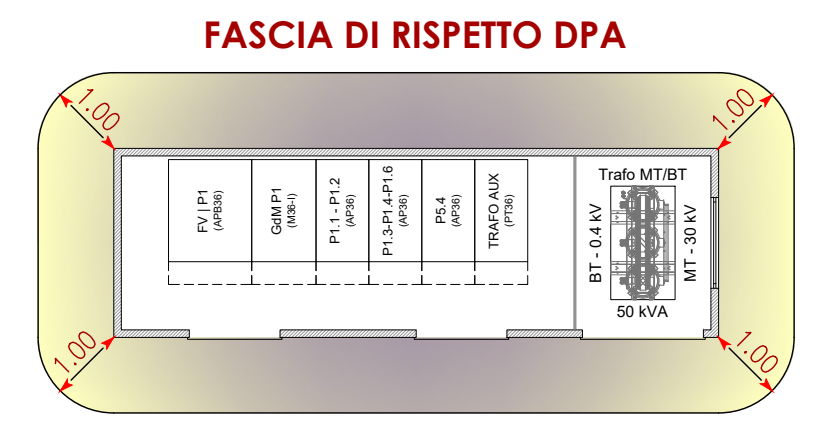 FASCIA DI RISPETTO DPA
1.00
1.00
FV | P1
(APB36)
GdM P1
(M36-I)
P1.1 - P1.2
(AP36)
P1.3-P1.4-P1.6
(AP36)
P5.4
(AP36)
TRAFO AUX
(PT36)
Trafo MT/BT
BT - 0.4 kV
MT - 30 kV
50 kVA
1.00
1.00